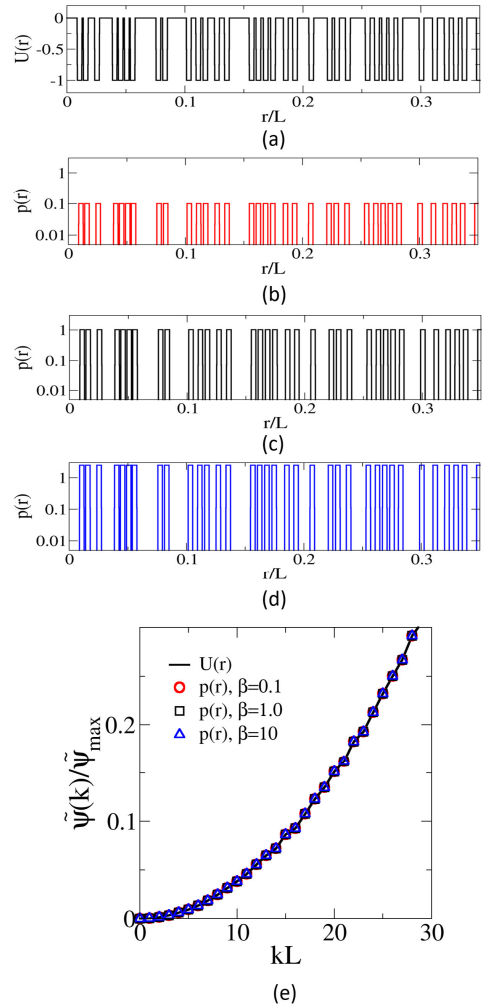 U(r)
0
-0.5
-1
0 0.1 0.2 0.3
r/L
(a)
p(r)
1
0.1
0.01
0 0.1 0.2 0.3
r/L
(b)
p(r)
1
0.1
0.01
0 0.1 0.2 0.3
r/L
(c)
p(r)
1
0.1
0.01
0 0.1 0.2 0.3
r/L
(d)
ψ̃(k)/ψ̃max
U(r)
p(r), β=0.1
p(r), β=1.0
p(r), β=10
0.2
0.1
0
0 10 20 30
kL
(e)